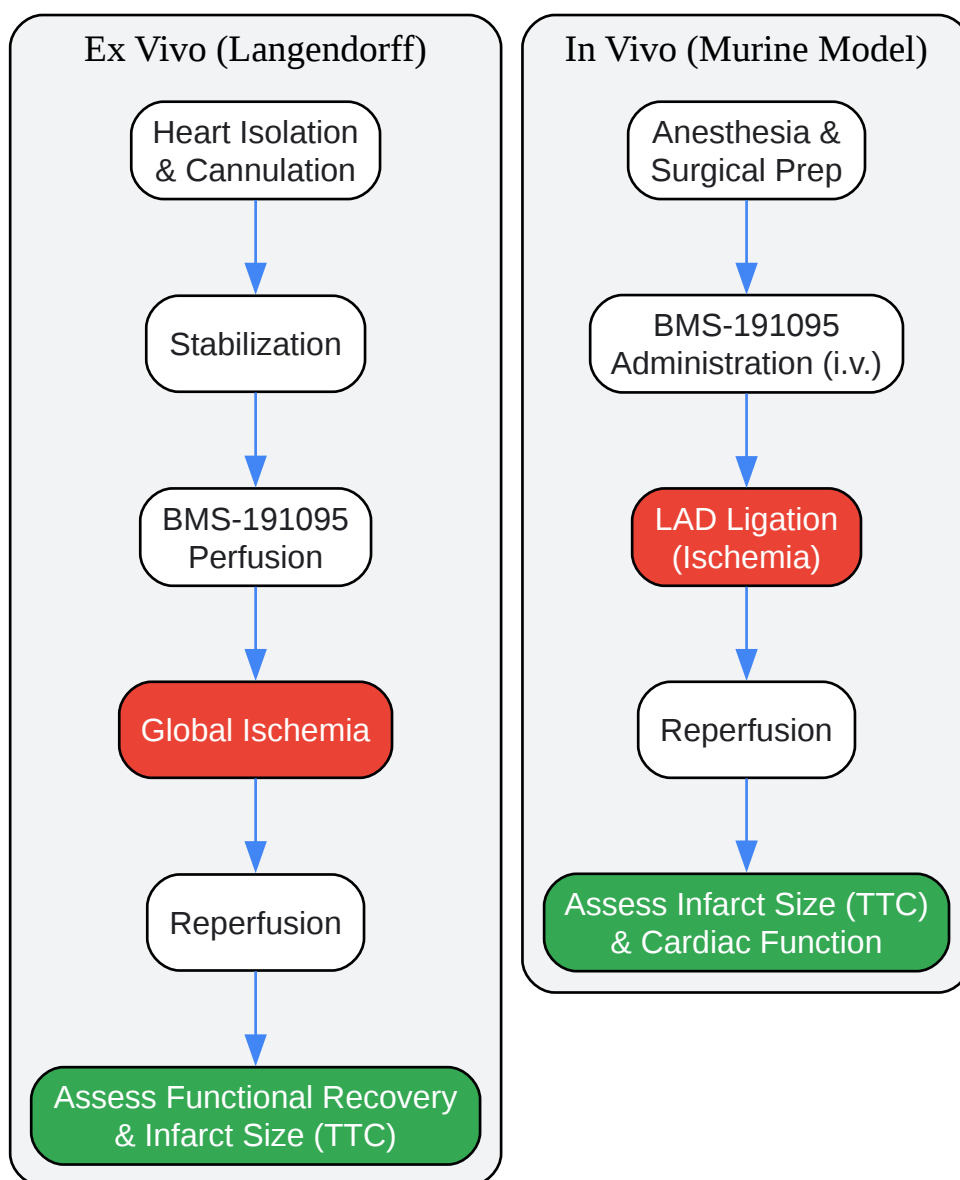 Ex Vivo (Langendorff)
Heart Isolation
& Cannulation
Stabilization
BMS-191095
Perfusion
Global Ischemia
Reperfusion
Assess Functional Recovery
& Infarct Size (TTC)
In Vivo (Murine Model)
Anesthesia &
Surgical Prep
BMS-191095
Administration (i.v.)
LAD Ligation
(Ischemia)
Reperfusion
Assess Infarct Size (TTC)
& Cardiac Function